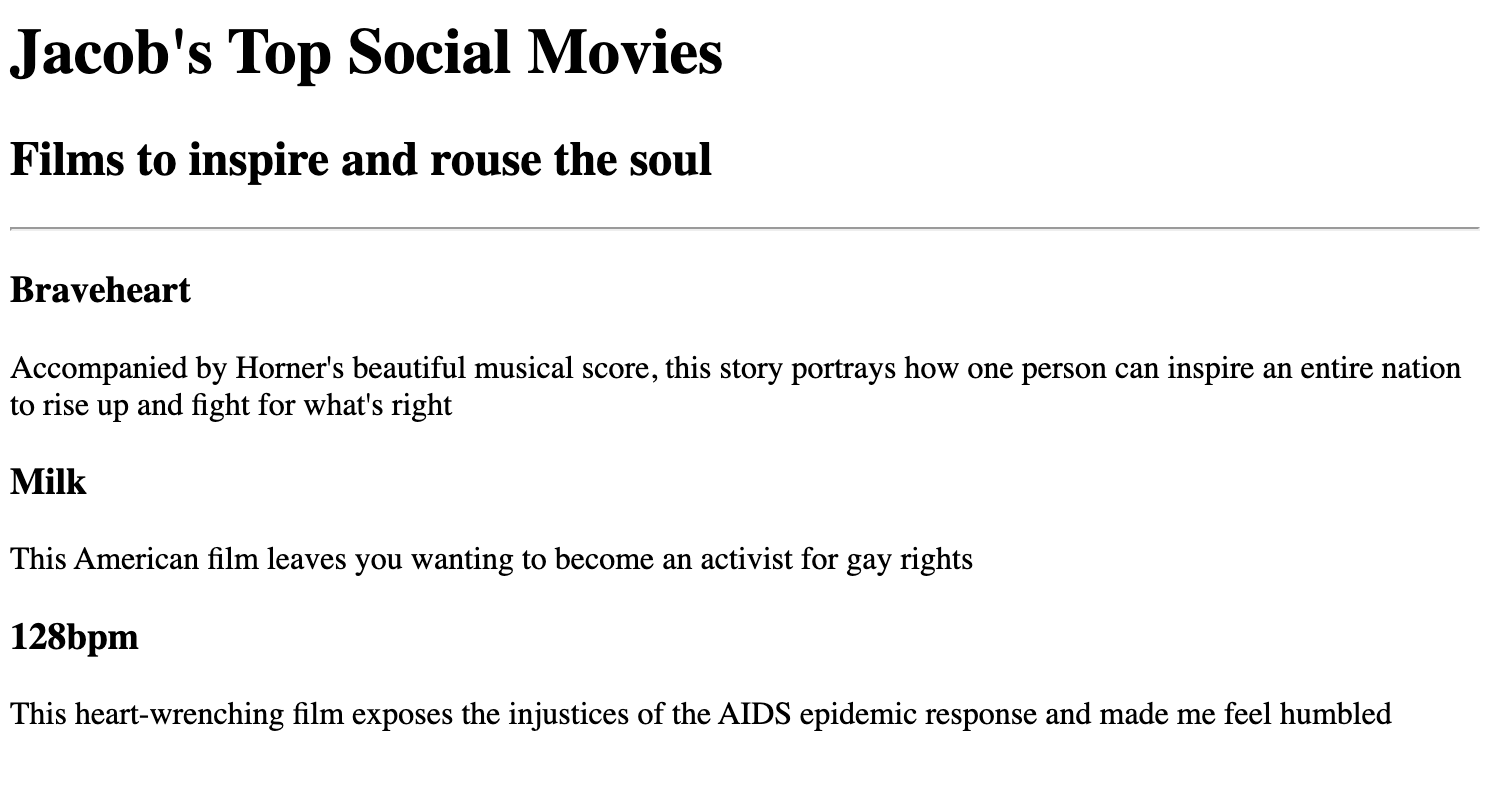 Jacob's Top Social Movies
Films to inspire and rouse the soul
Braveheart
Accompanied by Horner's beautiful musical score, this story portrays how one person can inspire an entire nation
to rise up and fight for what's right
Milk
This American film leaves you wanting to become an activist for gay rights
128bpm
This heart-wrenching film exposes the injustices of the AIDS epidemic response and made me feel humbled